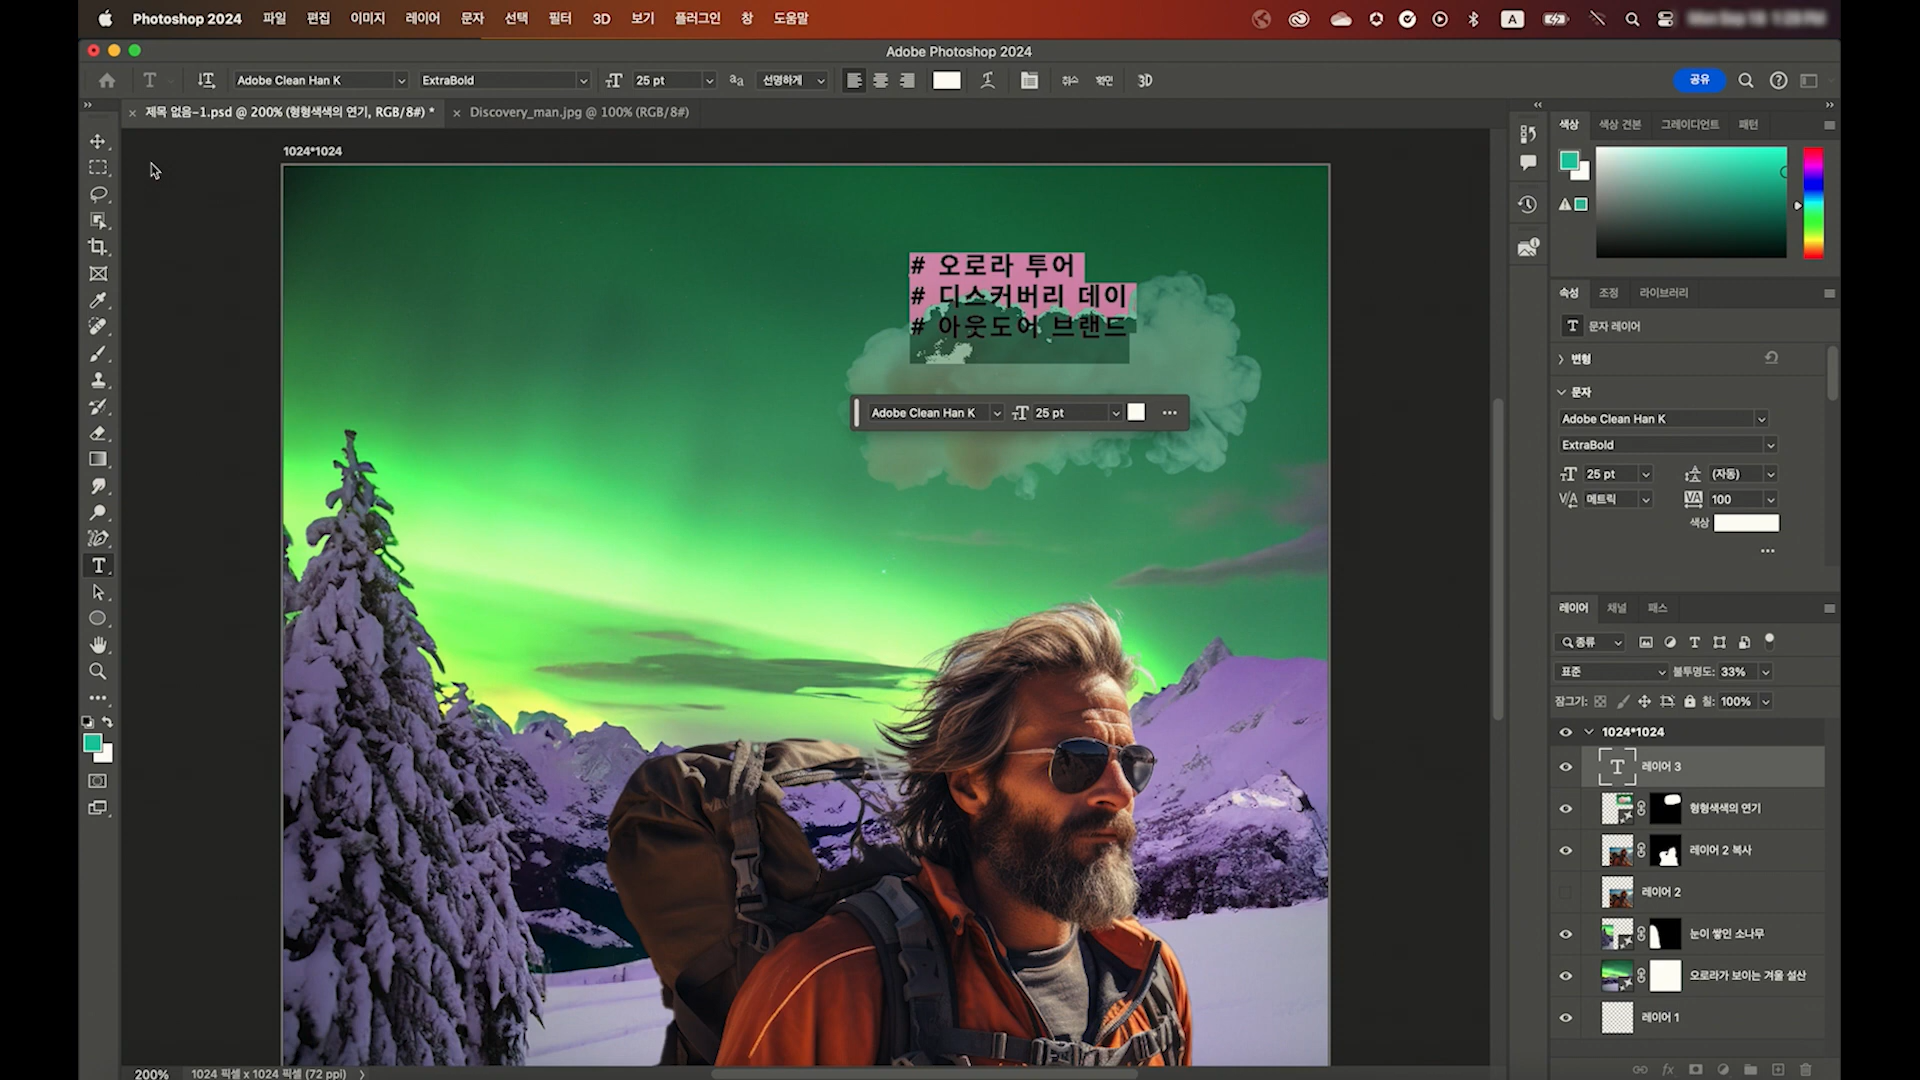 Photoshop 2024 파일 편집 이미지 레이어 문자 선택 필터 3D 보기 플러그인 창 도움말
A
Adobe Photoshop 2024
Adobe Clean Han K ExtraBold 25 pt 선명하게 취소 확인 3D 공유
제목 없음-1.psd @ 200% (형형색색의 연기, RGB/8#) *
Discovery_man.jpg @ 100% (RGB/8#)
1024*1024
# 오로라 투어
# 디스커버리 데이
# 아웃도어 브랜드
Adobe Clean Han K 25 pt
색상 색상 견본 그레이디언트 패턴
속성 조정 라이브러리
T 문자 레이어
변형
문자
Adobe Clean Han K
ExtraBold
25 pt (자동)
메트릭 100
색상
레이어 채널 패스
종류
표준 불투명도: 33%
잠그기: 칠: 100%
1024*1024
T 레이어 3
형형색색의 연기
레이어 2 복사
레이어 2
눈이 쌓인 소나무
오로라가 보이는 겨울 설산
레이어 1
fx
200% 1024 픽셀 x 1024 픽셀 (72 ppi)